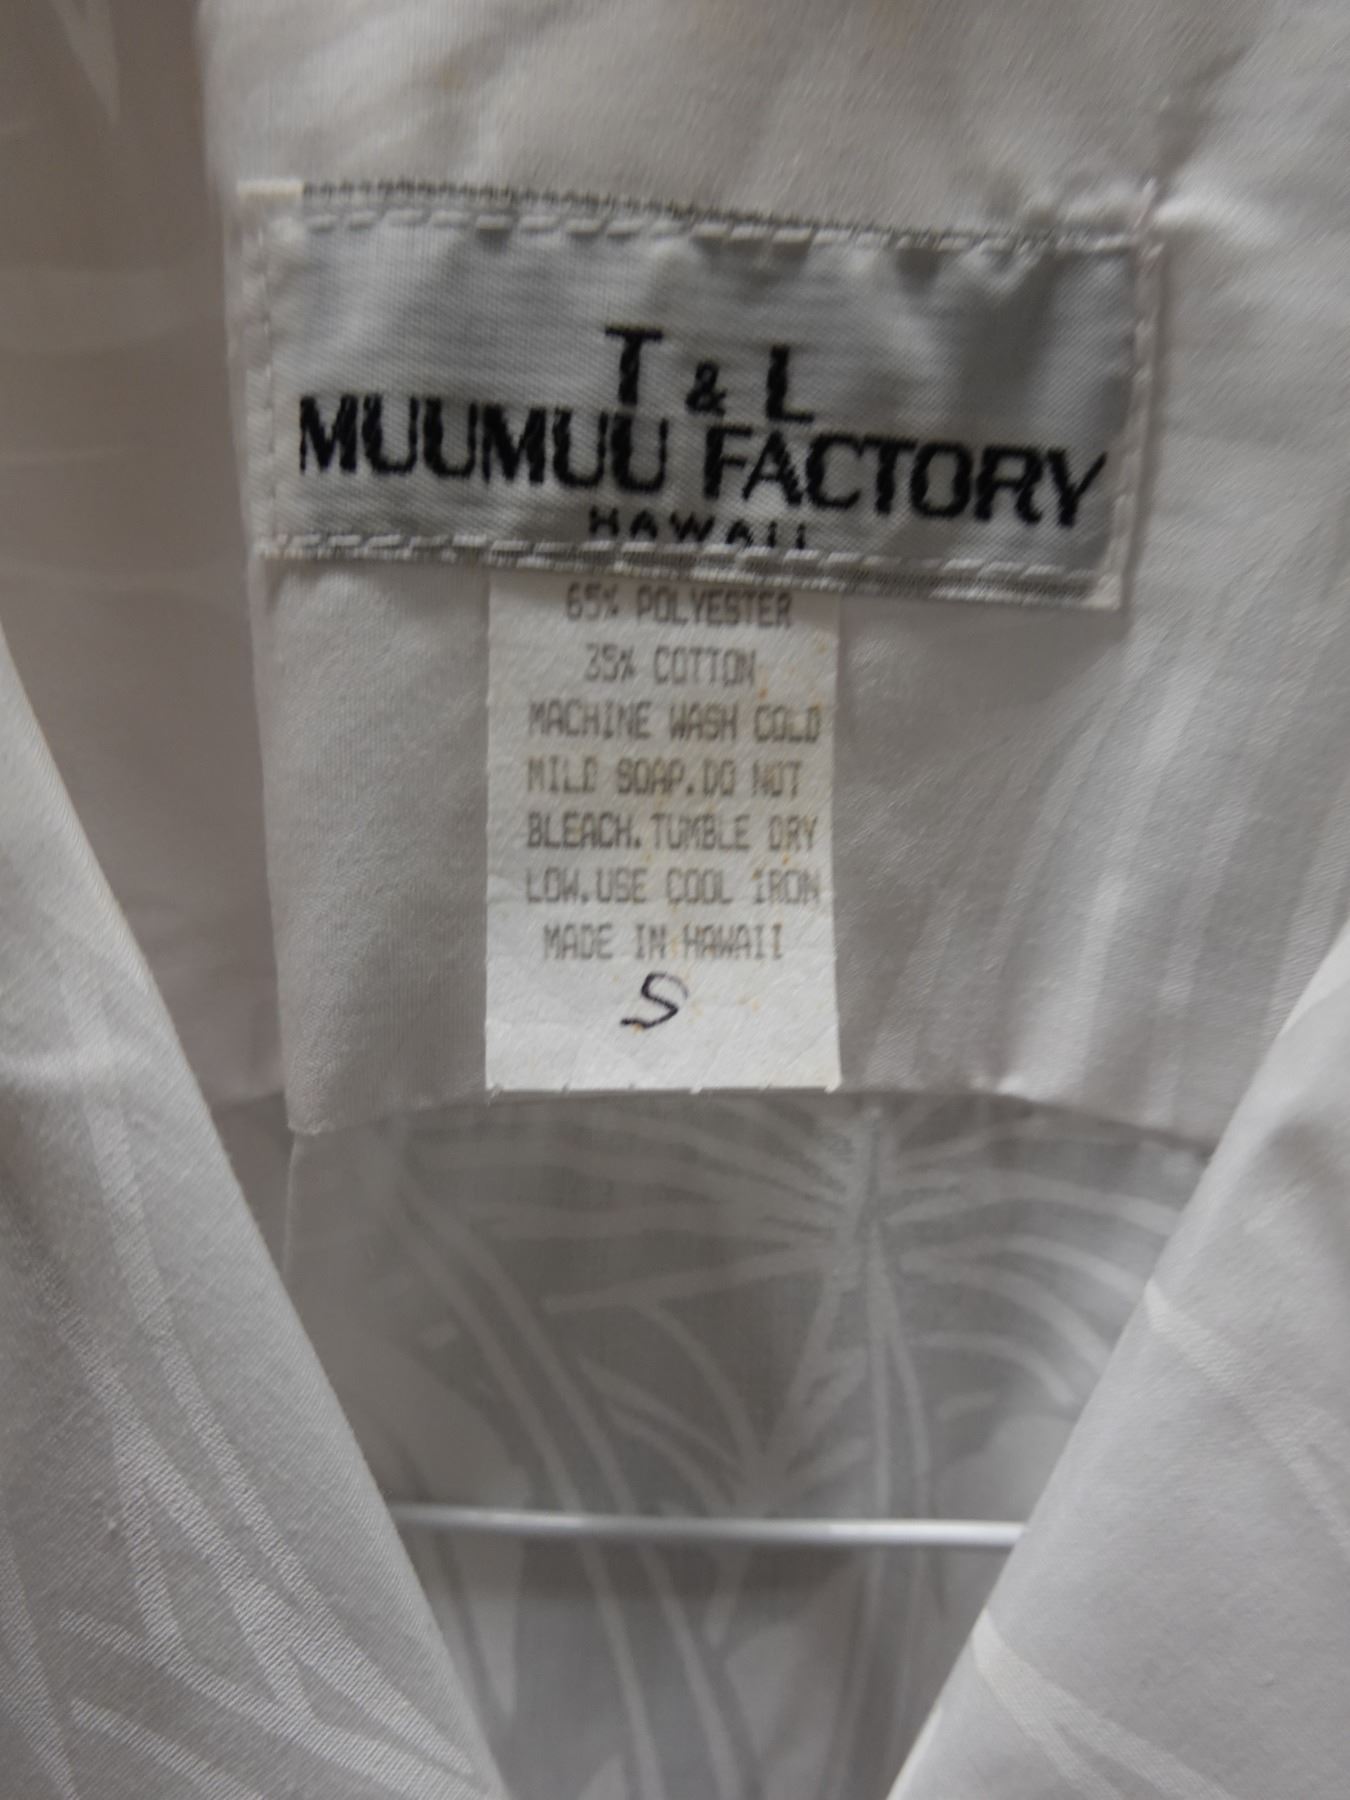 T & L
MUUMUU FACTORY
HAWAII
65% POLYESTER
35% COTTON
MACHINE WASH COLD
MILD SOAP.DO NOT
BLEACH.TUMBLE DRY
LOW.USE COOL IRON
MADE IN HAWAII
S